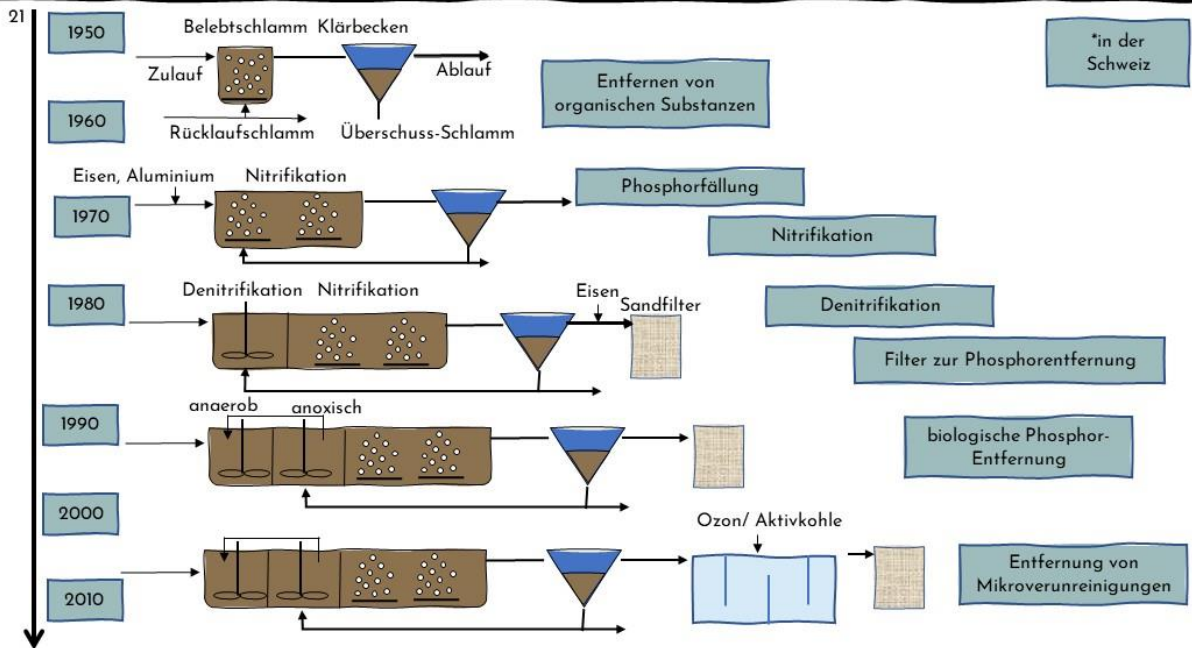 21
1950
Belebtschlamm Klärbecken
*in der
Schweiz
Zulauf
Ablauf
Entfernen von
organischen Substanzen
1960
Rücklaufschlamm
Überschuss-Schlamm
Eisen, Aluminium
Nitrifikation
Phosphorfällung
1970
Nitrifikation
1980
Denitrifikation
Nitrifikation
Eisen
Sandfilter
Denitrifikation
Filter zur Phosphorentfernung
1990
anaerob
anoxisch
biologische Phosphor-
Entfernung
2000
Ozon/ Aktivkohle
2010
Entfernung von
Mikroverunreinigungen